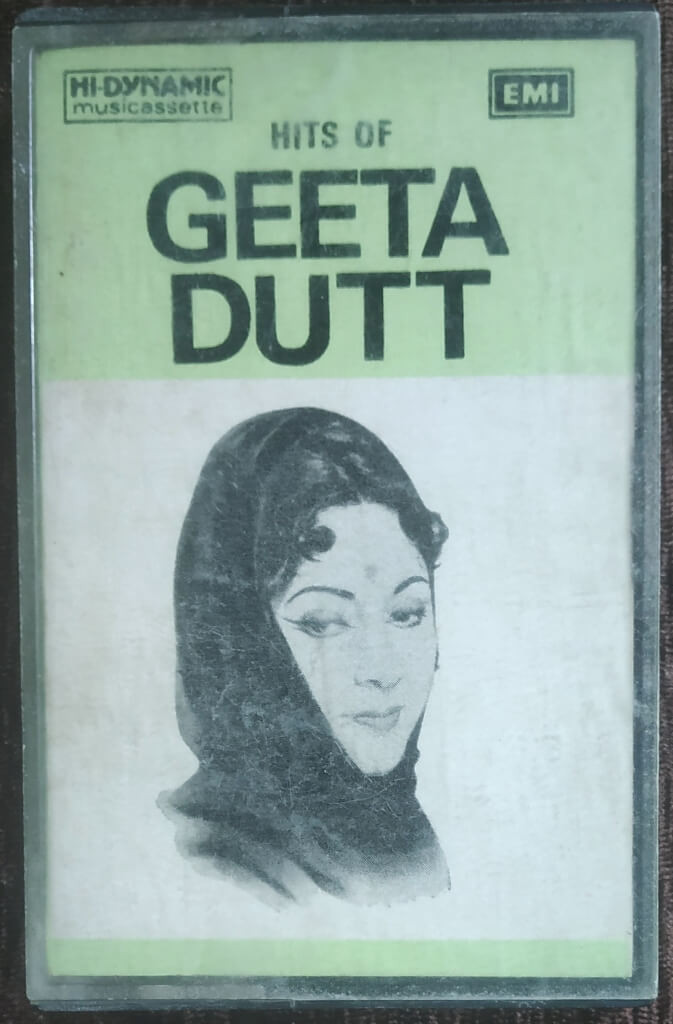 HI-DYNAMIC
musicassette
EMI
HITS OF
GEETA
DUTT